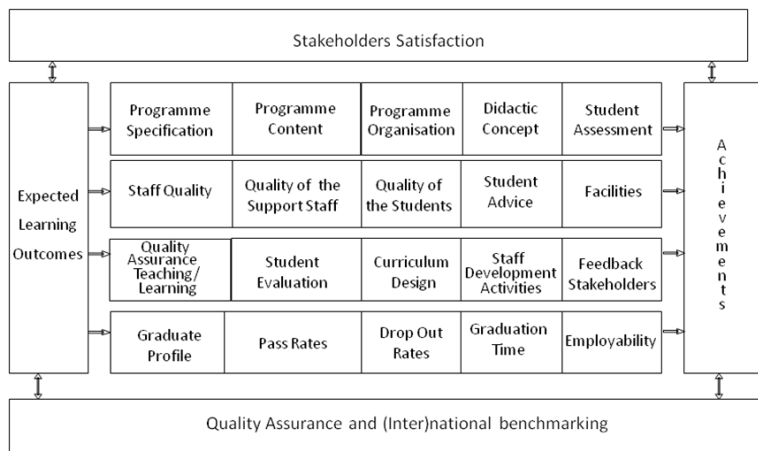 Stakeholders Satisfaction
Expected
Learning
Outcomes
Programme
Specification
Programme
Content
Programme
Organisation
Didactic
Concept
Student
Assessment
Staff Quality
Quality of the
Support Staff
Quality of
the Students
Student
Advice
Facilities
Quality
Assurance
Teaching/
Learning
Student
Evaluation
Curriculum
Design
Staff
Development
Activities
Feedback
Stakeholders
Graduate
Profile
Pass Rates
Drop Out
Rates
Graduation
Time
Employability
Achievements
Quality Assurance and (Inter)national benchmarking